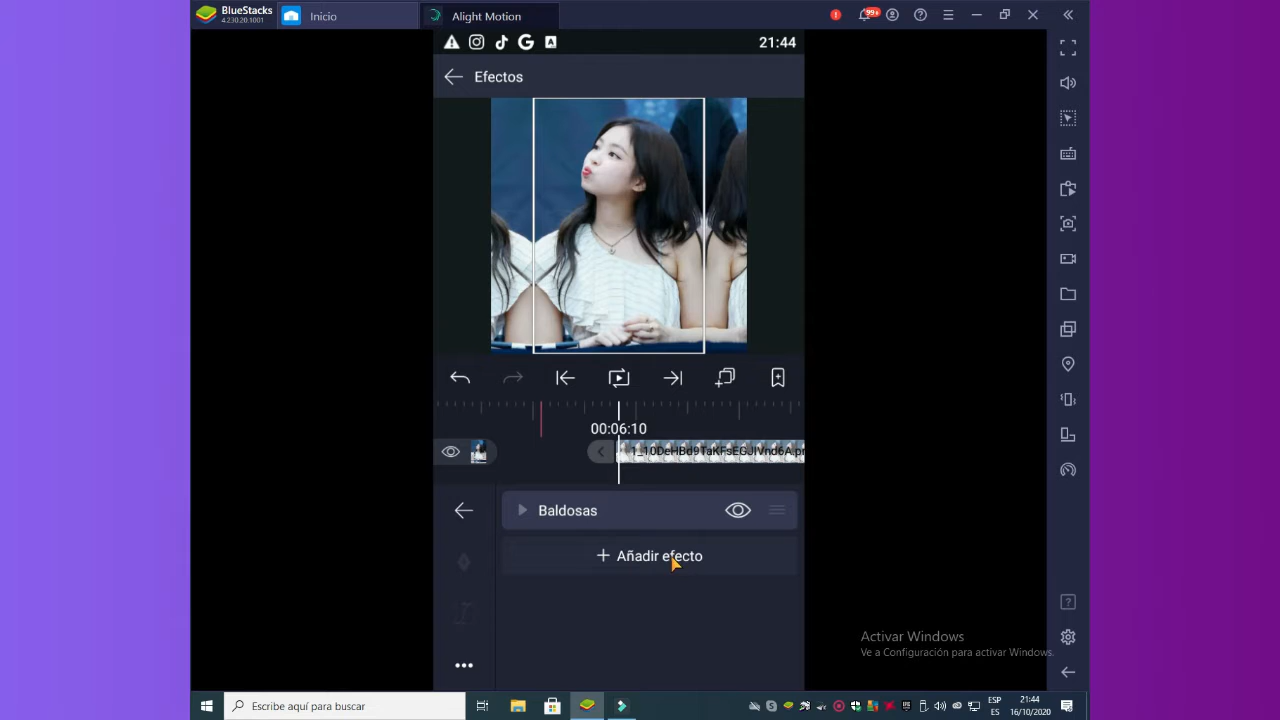 BlueStacks
4.230.20.1001
Inicio
Alight Motion
99+
21:44
Efectos
00:06:10
1_10DeHBd9TaKFsEGJIVnd6A.pn
Baldosas
+ Añadir efecto
Activar Windows
Ve a Configuración para activar Windows.
Escribe aquí para buscar
ESP
ES
21:44
16/10/2020